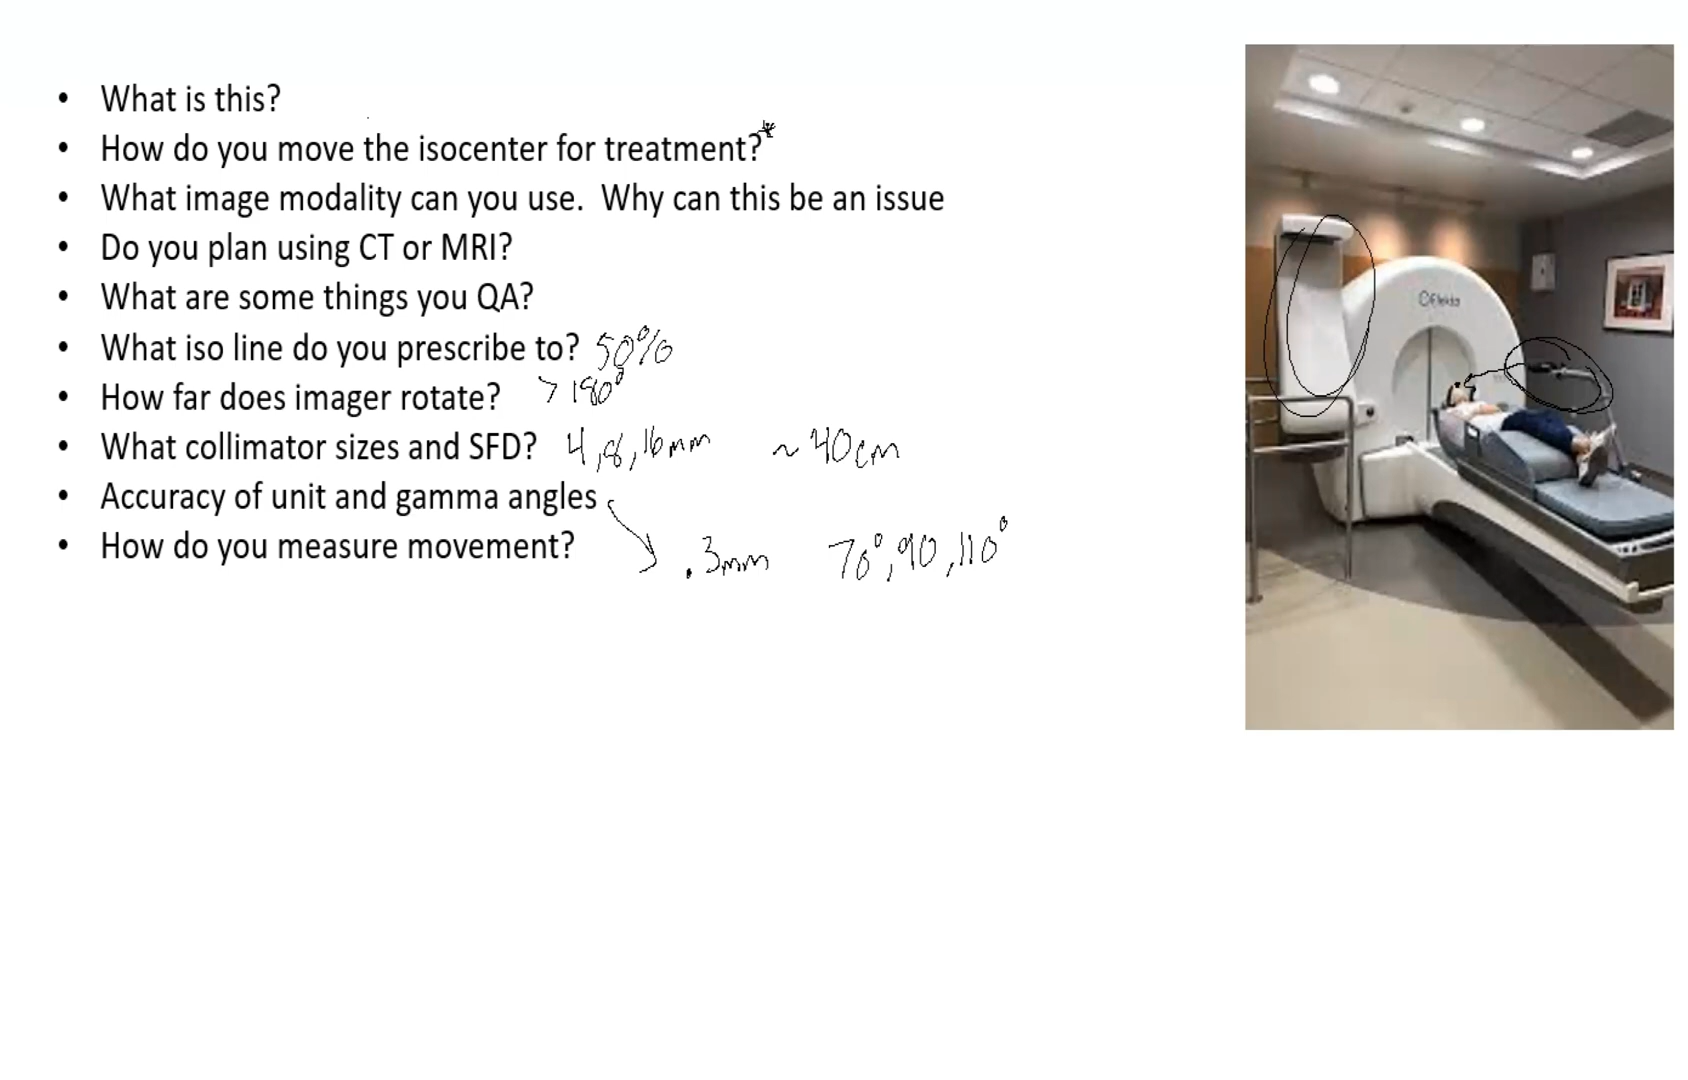 • What is this?
• How do you move the isocenter for treatment?*
• What image modality can you use.  Why can this be an issue
• Do you plan using CT or MRI?
• What are some things you QA?
• What iso line do you prescribe to? 50%
• How far does imager rotate? > 180°
• What collimator sizes and SFD? 4, 8, 16mm ~ 40cm
• Accuracy of unit and gamma angles
• How do you measure movement? .3mm 70°, 90, 110°
Elekta